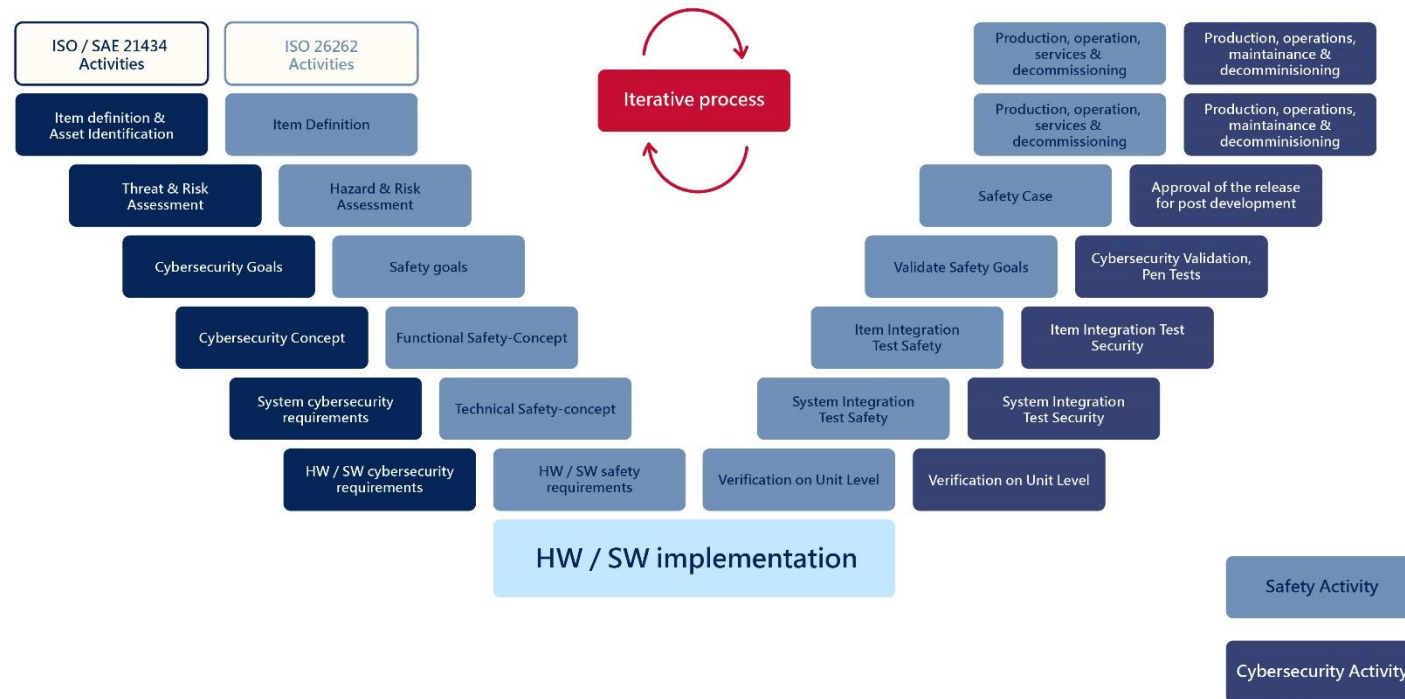 ISO / SAE 21434
Activities
ISO 26262
Activities
Iterative process
Production, operation,
services &
decommissioning
Production, operations,
maintainance &
decomminisioning
Item definition &
Asset Identification
Item Definition
Production, operation,
services &
decommissioning
Production, operations,
maintainance &
decomminisioning
Threat & Risk
Assessment
Hazard & Risk
Assessment
Safety Case
Approval of the release
for post development
Cybersecurity Goals
Safety goals
Validate Safety Goals
Cybersecurity Validation,
Pen Tests
Cybersecurity Concept
Functional Safety-Concept
Item Integration
Test Safety
Item Integration Test
Security
System cybersecurity
requirements
Technical Safety-concept
System Integration
Test Safety
System Integration
Test Security
HW / SW cybersecurity
requirements
HW / SW safety
requirements
Verification on Unit Level
Verification on Unit Level
HW / SW implementation
Safety Activity
Cybersecurity Activity